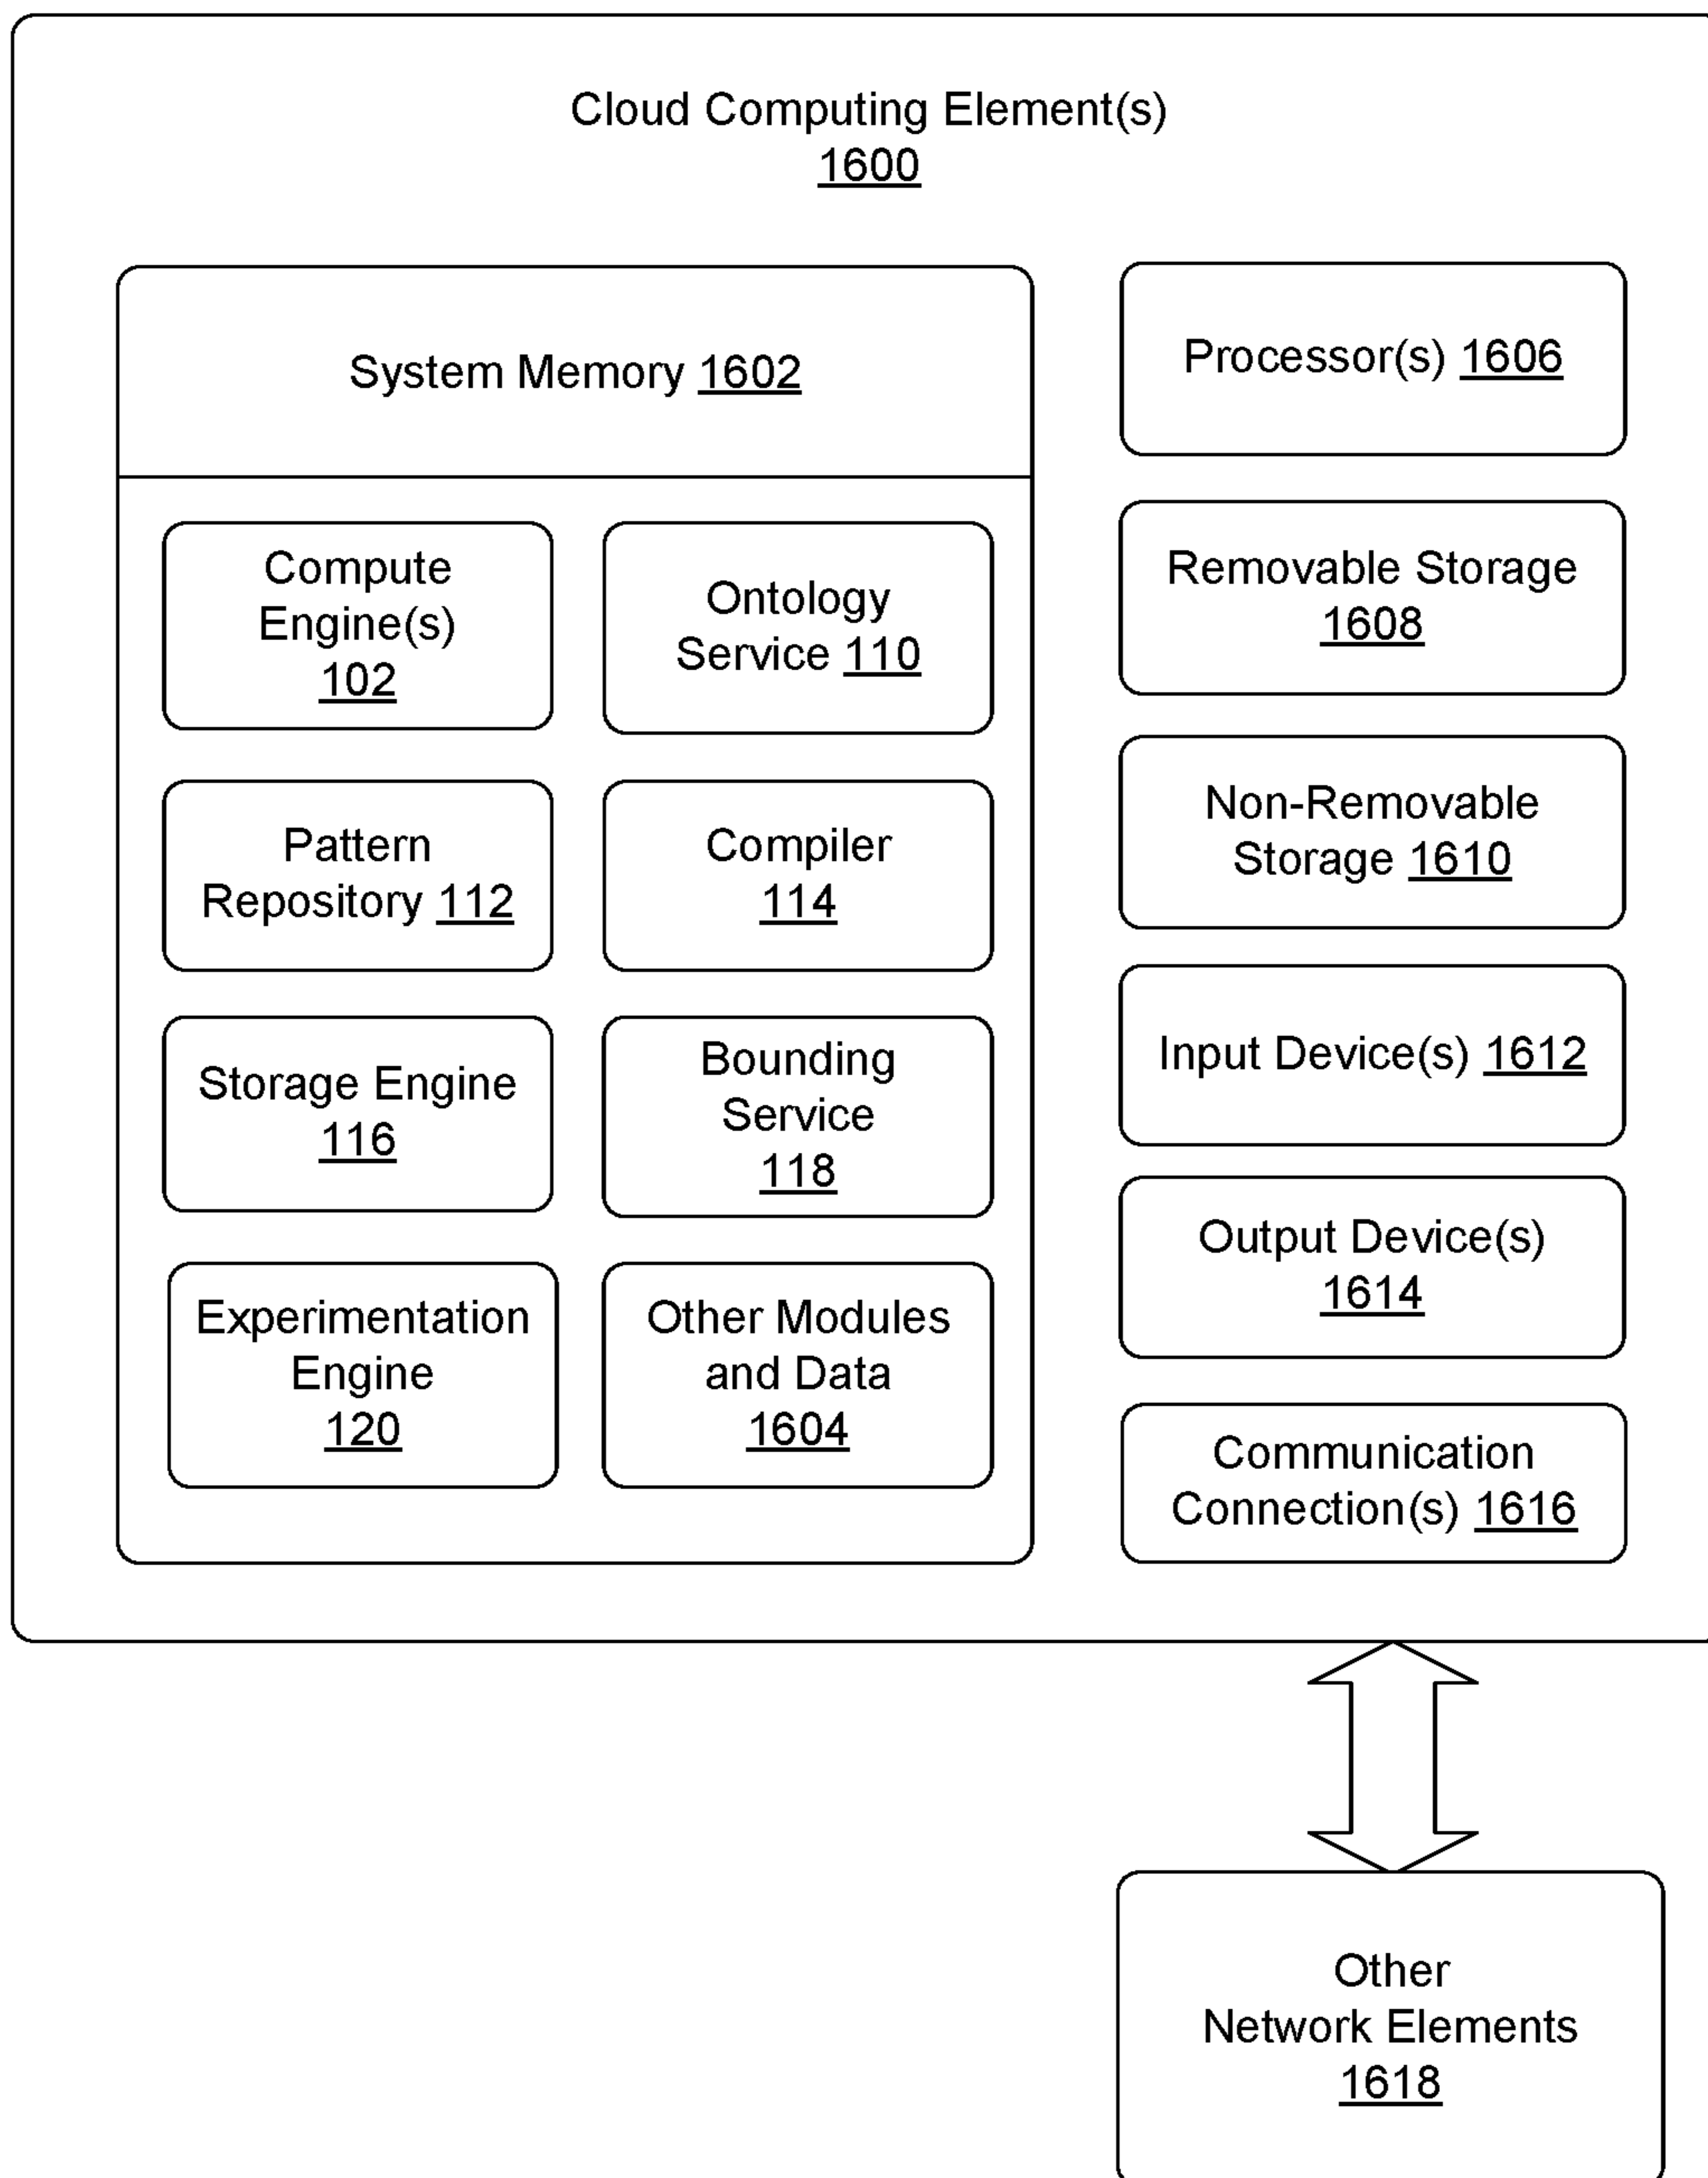 Cloud Computing Element(s)
1600
System Memory 1602
Compute
Engine(s)
102
Ontology
Service 110
Pattern
Repository 112
Compiler
114
Storage Engine
116
Bounding
Service
118
Experimentation
Engine
120
Other Modules
and Data
1604
Processor(s) 1606
Removable Storage
1608
Non-Removable
Storage 1610
Input Device(s) 1612
Output Device(s)
1614
Communication
Connection(s) 1616
Other
Network Elements
1618